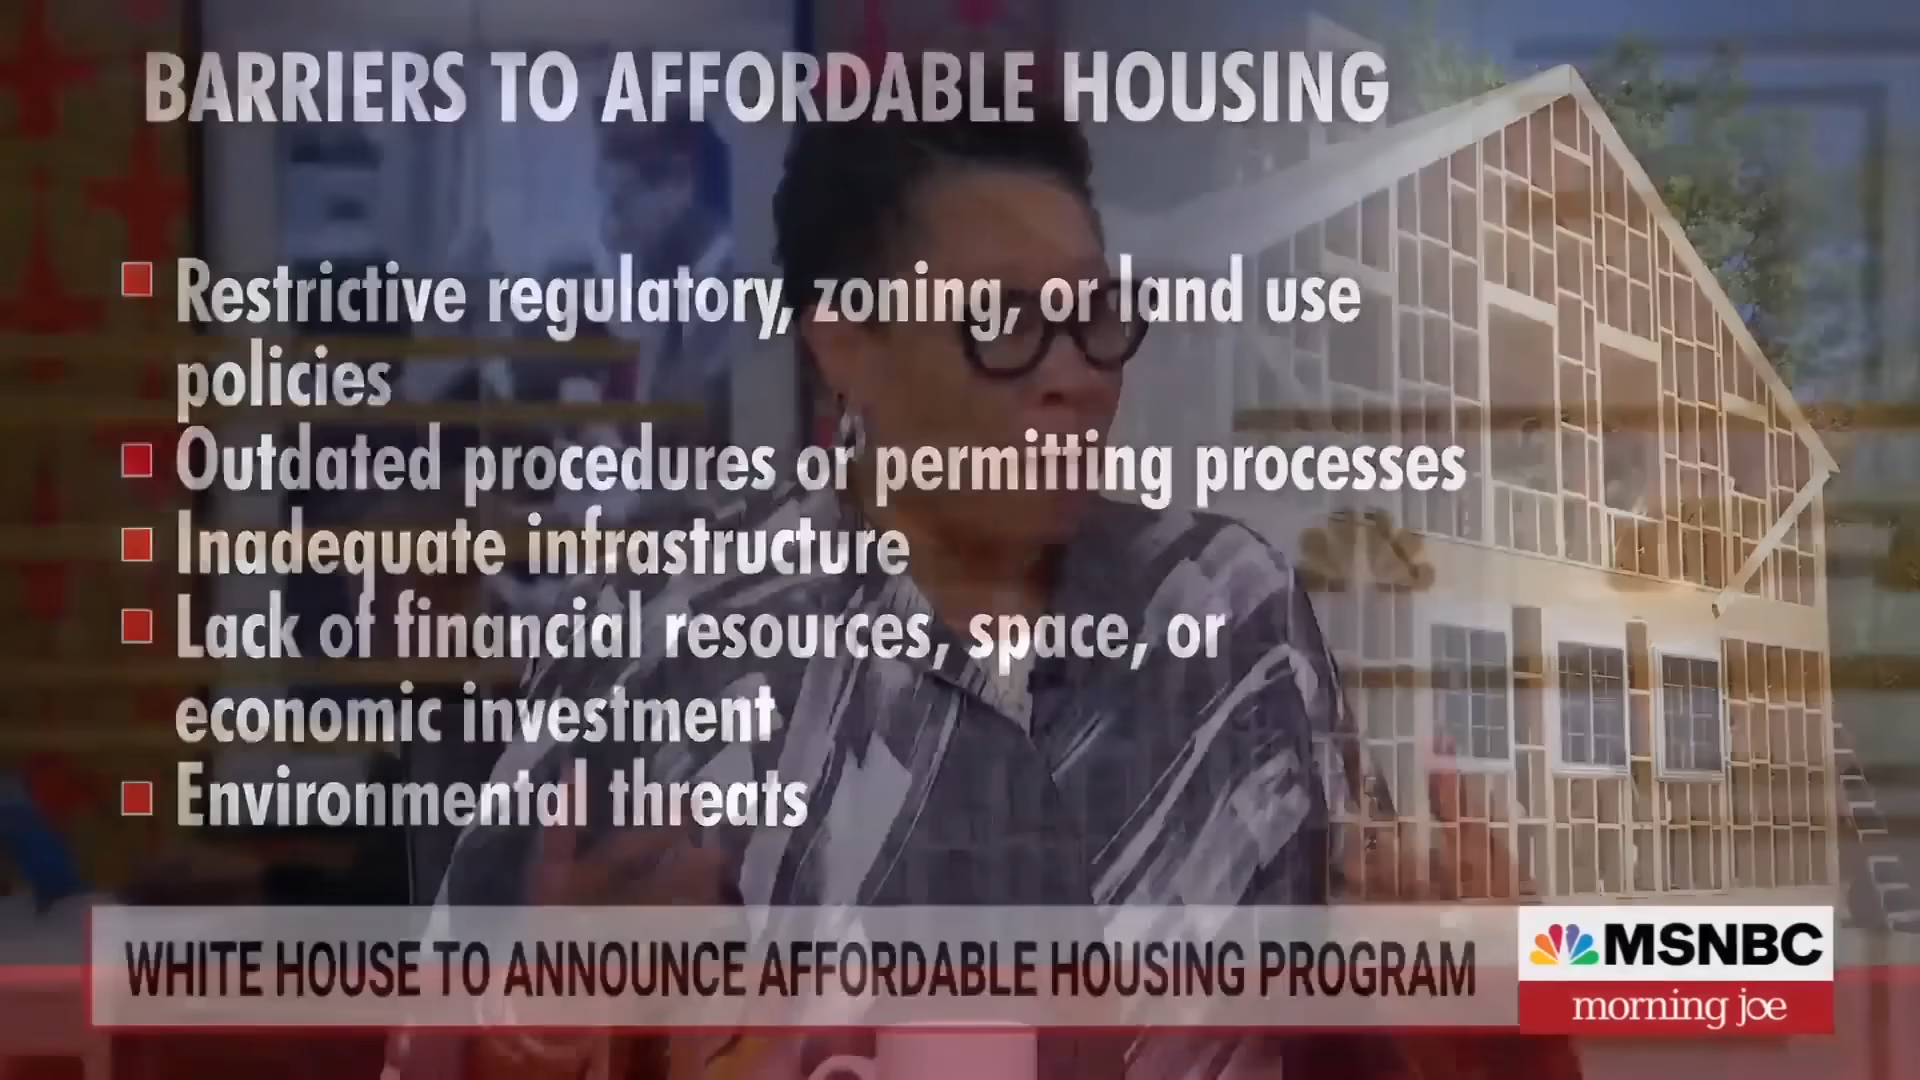 BARRIERS TO AFFORDABLE HOUSING
Restrictive regulatory, zoning, or land use
policies
Outdated procedures or permitting processes
Inadequate infrastructure
Lack of financial resources, space, or
economic investment
Environmental threats
WHITE HOUSE TO ANNOUNCE AFFORDABLE HOUSING PROGRAM
MSNBC
morning joe